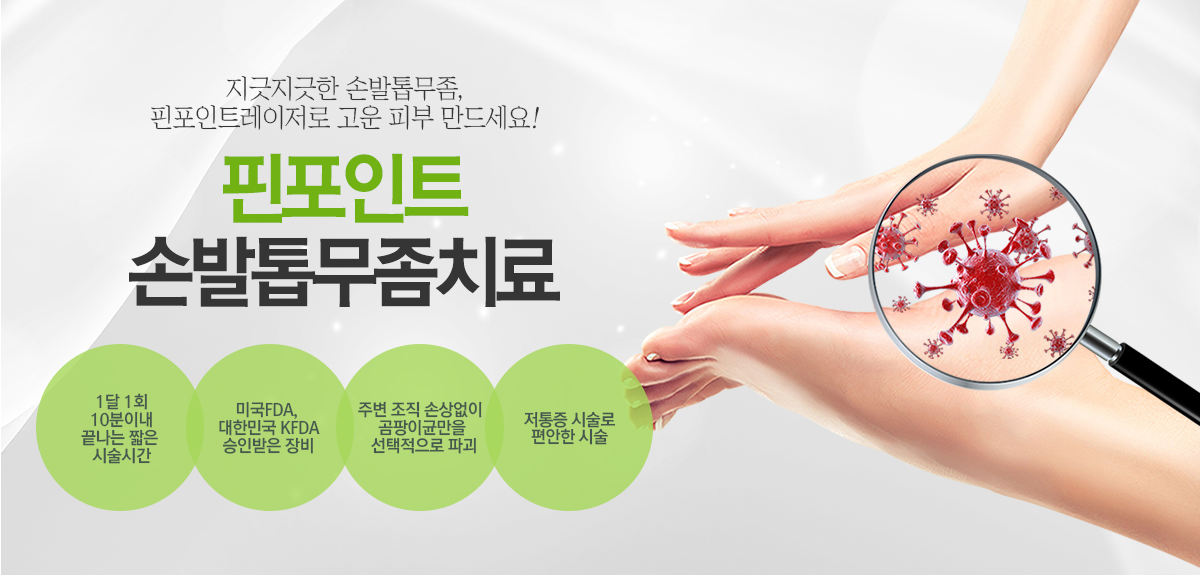 지긋지긋한 손발톱무좀,
핀포인트레이저로 고운 피부 만드세요!
핀포인트
손발톱무좀치료
1달 1회
10분이내
끝나는 짧은
시술시간
미국FDA,
대한민국 KFDA
승인받은 장비
주변 조직 손상없이
곰팡이균만을
선택적으로 파괴
저통증 시술로
편안한 시술